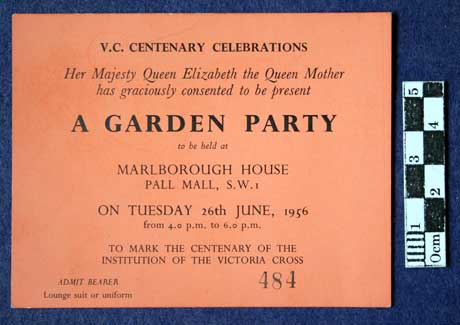 V.C. CENTENARY CELEBRATIONS
Her Majesty Queen Elizabeth the Queen Mother
has graciously consented to be present
A GARDEN PARTY
to be held at
MARLBOROUGH HOUSE
PALL MALL, S.W.1
ON TUESDAY 26th JUNE, 1956
from 4.0 p.m. to 6.0 p.m.
TO MARK THE CENTENARY OF THE
INSTITUTION OF THE VICTORIA CROSS
ADMIT BEARER
Lounge suit or uniform
484
5
4
3
2
1
0cm